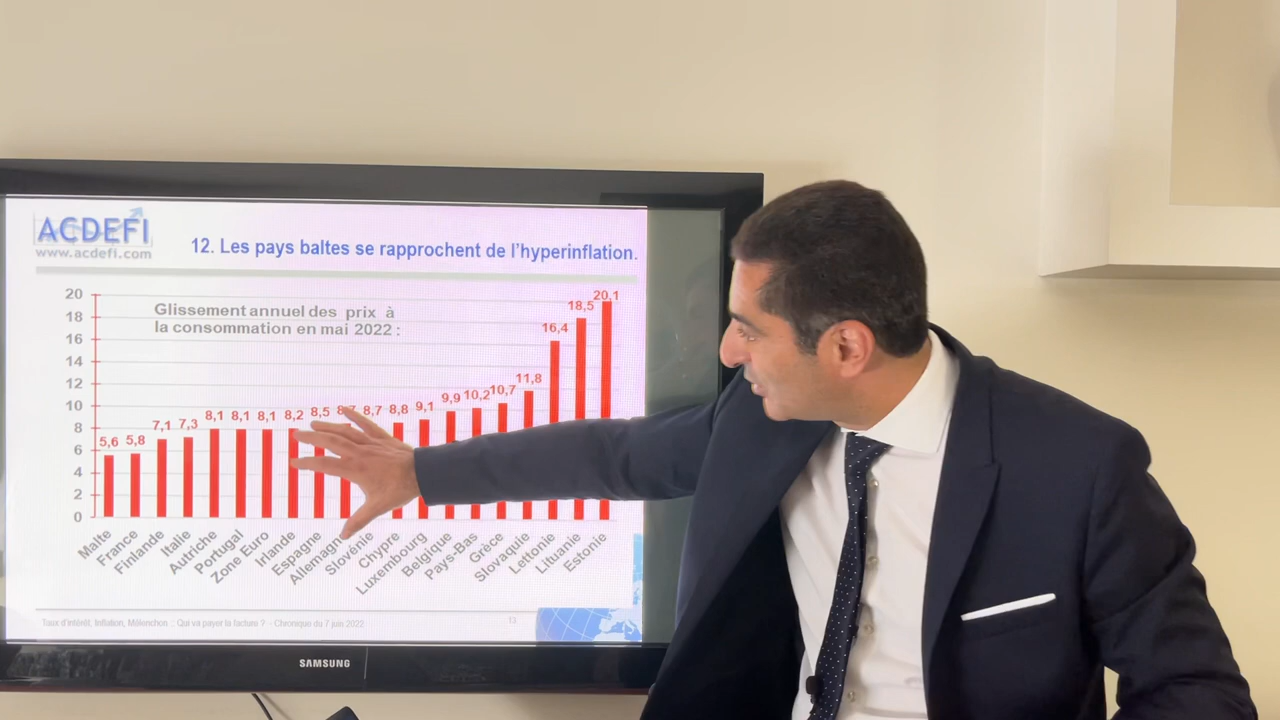 ACDEFI
www.acdefi.com
12. Les pays baltes se rapprochent de l'hyperinflation.
Glissement annuel des prix à
la consommation en mai 2022 :
20
18
16
14
12
10
8
6
4
2
0
5,6
5,8
7,1
7,3
8,1
8,1
8,1
8,2
8,5
8,7
8,7
8,8
9,1
9,9
10,2
10,7
11,8
16,4
18,5
20,1
Malte
France
Finlande
Italie
Autriche
Portugal
Zone Euro
Irlande
Espagne
Allemagne
Slovénie
Chypre
Luxembourg
Belgique
Pays-Bas
Grèce
Slovaquie
Lettonie
Lituanie
Estonie
Taux d'intérêt, Inflation, Mélenchon : Qui va payer la facture ? – Chronique du 7 juin 2022
13
SAMSUNG